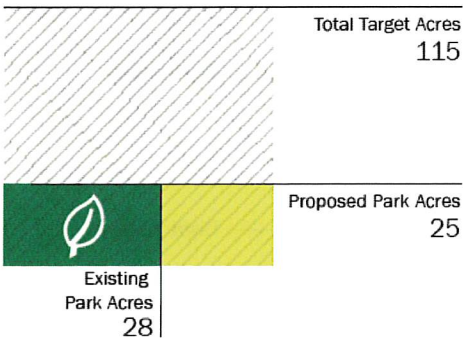 Total Target Acres
115
Proposed Park Acres
25
Existing
Park Acres
28